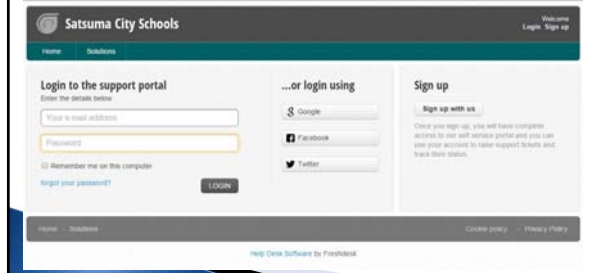 Satsuma City Schools
Welcome
Login Sign up
Home Solutions
Login to the support portal
Enter the details below
Your e-mail address
Password
Remember me on this computer
forgot your password?
LOGIN
...or login using
Google
Facebook
Twitter
Sign up
Sign up with us
Once you sign up, you will have complete
access to our self service portal and you can
use your account to raise support tickets and
track their status.
Home - Solutions
Cookie policy - Privacy Policy
Help Desk Software by Freshdesk